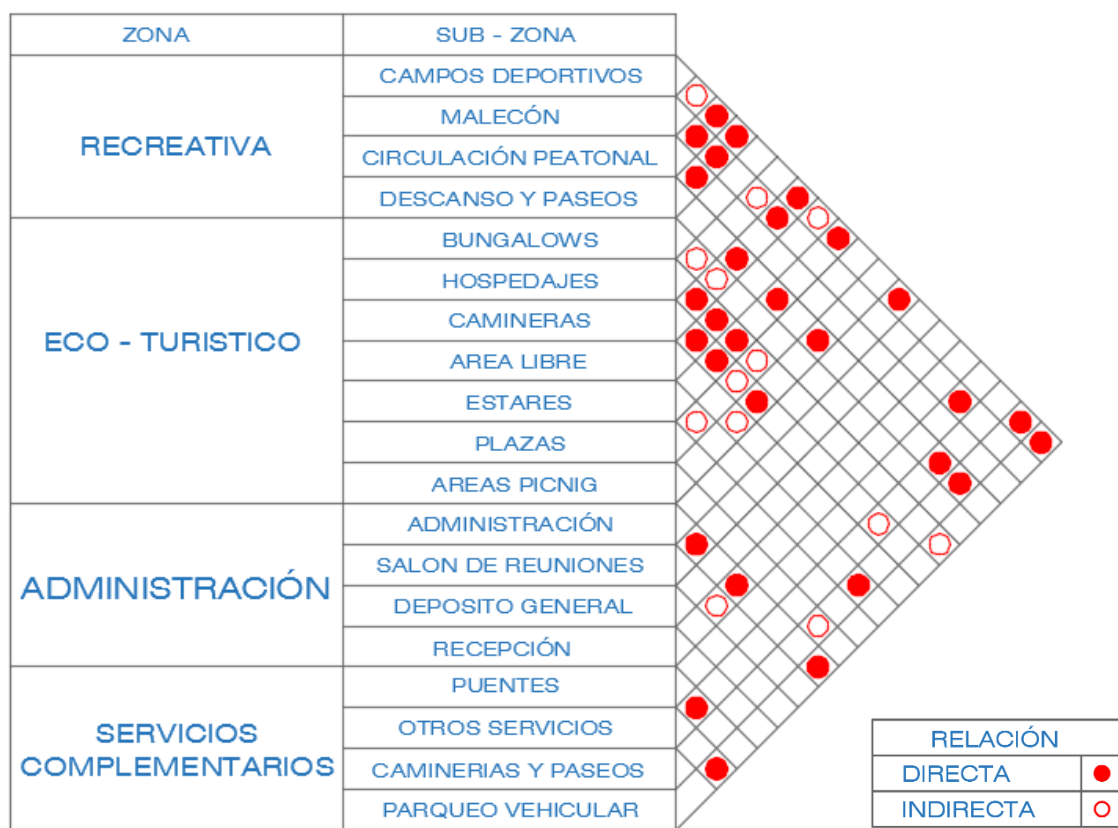 ZONA
SUB - ZONA
RECREATIVA
CAMPOS DEPORTIVOS
MALECÓN
CIRCULACIÓN PEATONAL
DESCANSO Y PASEOS
ECO - TURISTICO
BUNGALOWS
HOSPEDAJES
CAMINERAS
AREA LIBRE
ESTARES
PLAZAS
AREAS PICNIG
ADMINISTRACIÓN
ADMINISTRACIÓN
SALON DE REUNIONES
DEPOSITO GENERAL
RECEPCIÓN
SERVICIOS
COMPLEMENTARIOS
PUENTES
OTROS SERVICIOS
CAMINERIAS Y PASEOS
PARQUEO VEHICULAR
RELACIÓN
DIRECTA
INDIRECTA